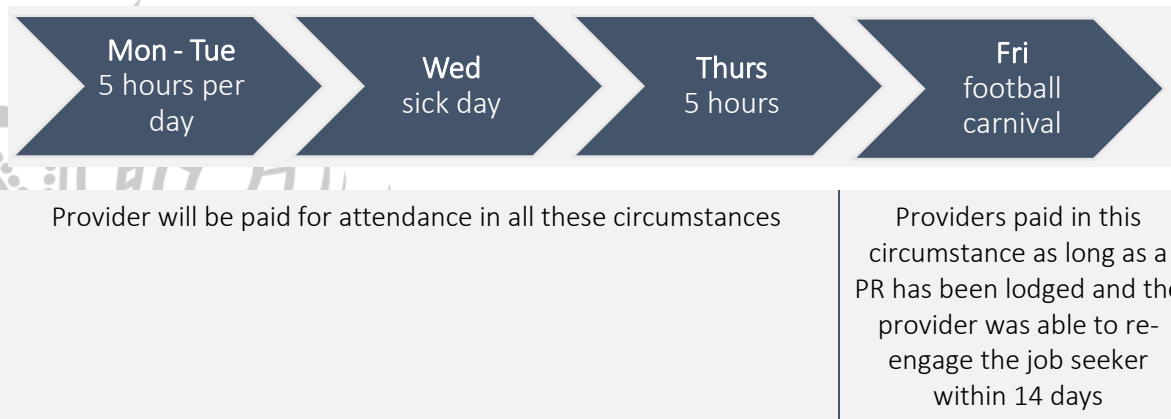 Mon - Tue
5 hours per
day
Wed
sick day
Thurs
5 hours
Fri
football
carnival
Provider will be paid for attendance in all these circumstances
Providers paid in this
circumstance as long as a
PR has been lodged and the
provider was able to re-
engage the job seeker
within 14 days